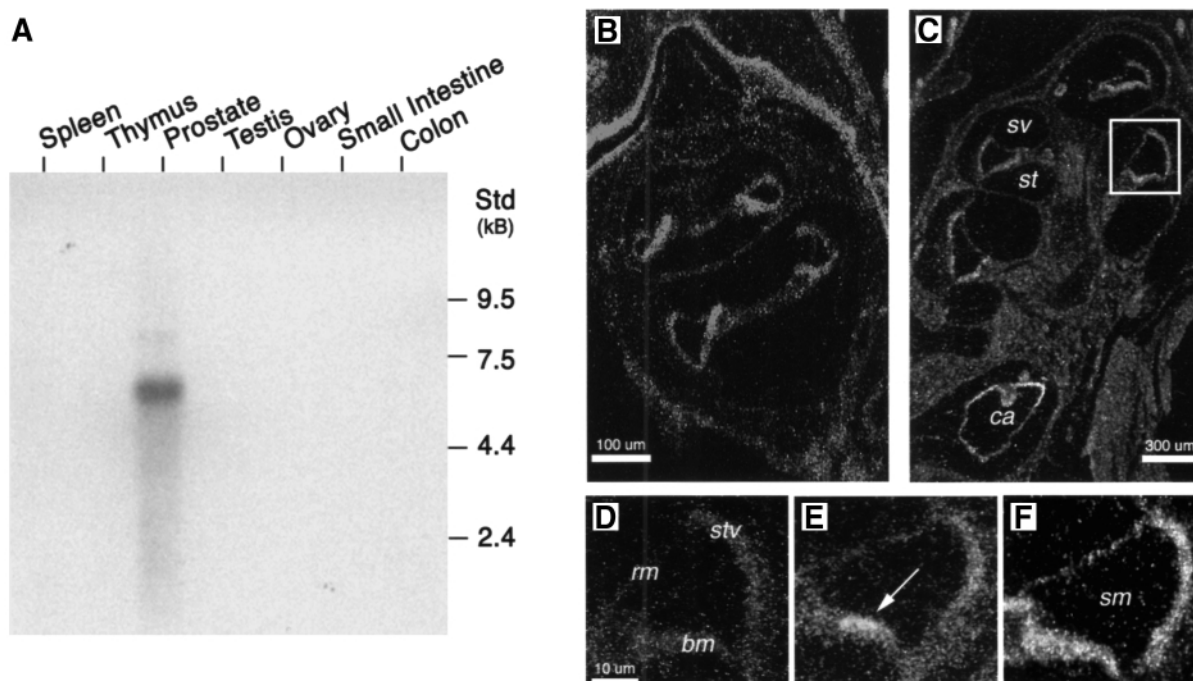 A
Spleen
Thymus
Prostate
Testis
Ovary
Small Intestine
Colon
Std
(kB)
9.5
7.5
4.4
2.4
B
100 um
C
sv
st
ca
300 um
D
stv
rm
bm
10 um
E
F
sm